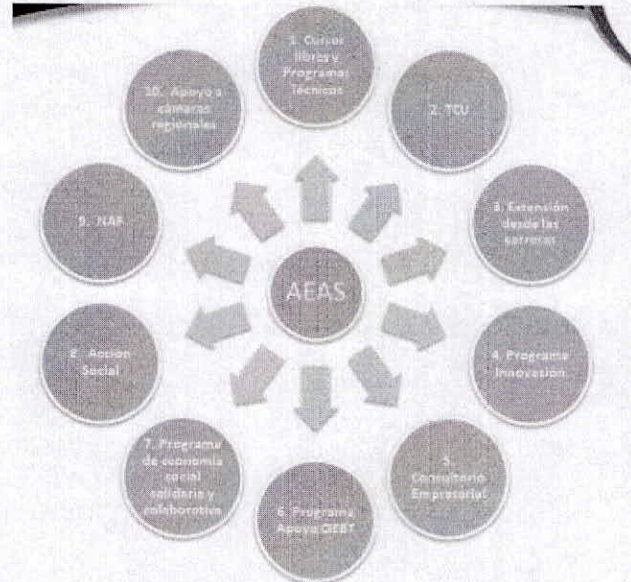 1. Cursos
libres y
Programas
Técnicos
2. TCU
3. Extensión
desde las
carreras
4. Programa
Innovación
5.
Consultorio
Empresarial
6. Programa
Apoyo OEBT
7. Programa
de economía
social
solidaria y
colaborativa
8. Acción
Social
9. NAF
10. Apoyo a
cámaras
regionales
AEAS